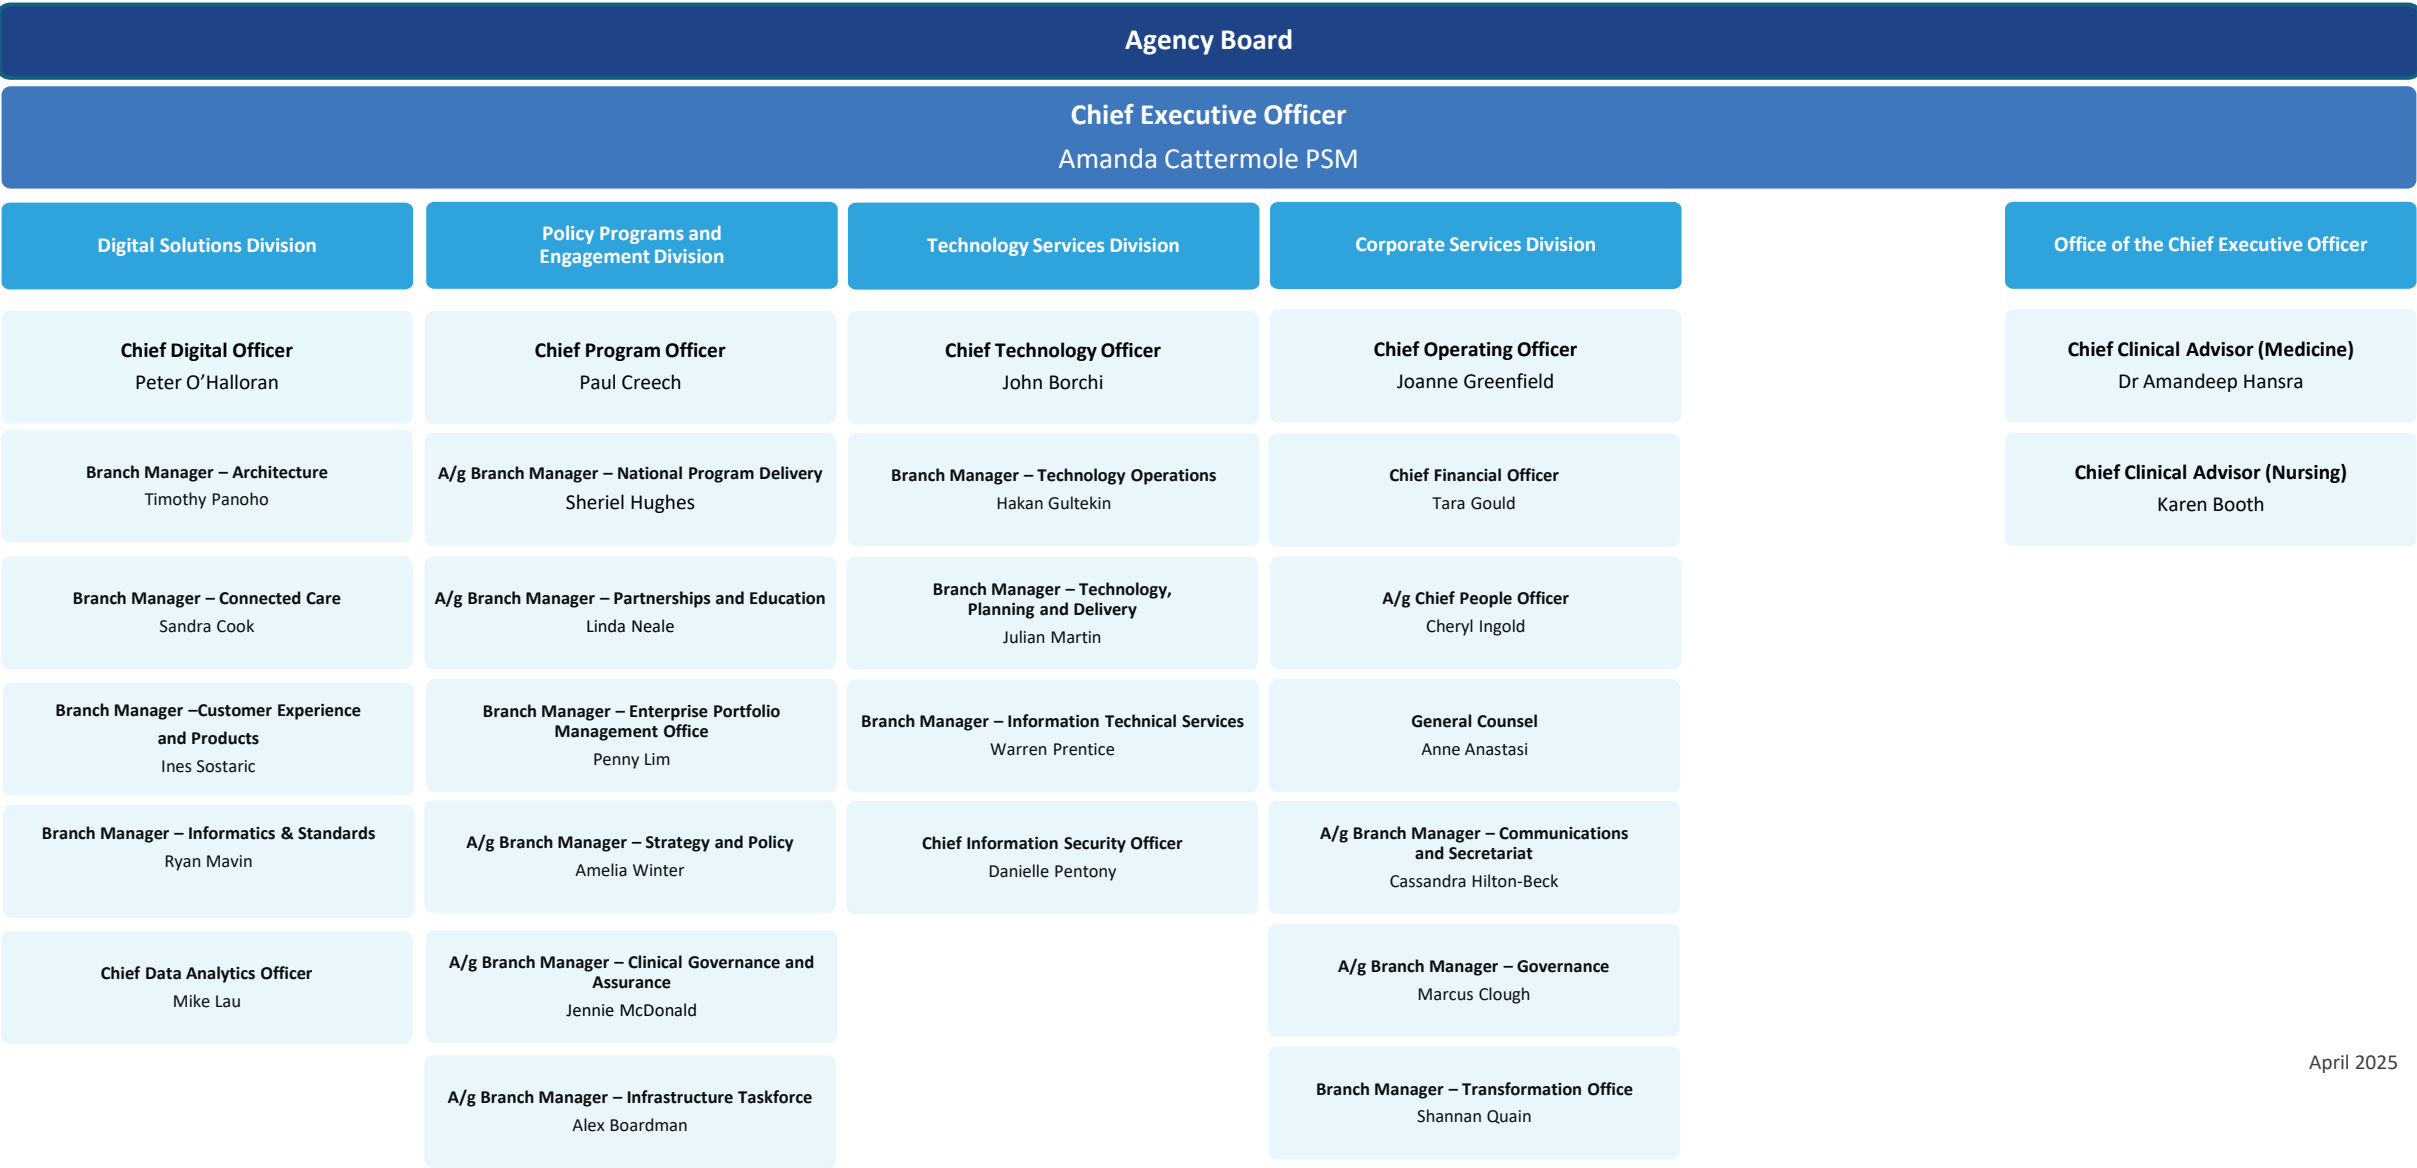 Agency Board
Chief Executive Officer
Amanda Cattermole PSM
Digital Solutions Division
Chief Digital Officer
Peter O’Halloran
Branch Manager – Architecture
Timothy Panoho
Branch Manager – Connected Care
Sandra Cook
Branch Manager –Customer Experience
and Products
Ines Sostaric
Branch Manager – Informatics & Standards
Ryan Mavin
Chief Data Analytics Officer
Mike Lau
Policy Programs and
Engagement Division
Chief Program Officer
Paul Creech
A/g Branch Manager – National Program Delivery
Sheriel Hughes
A/g Branch Manager – Partnerships and Education
Linda Neale
Branch Manager – Enterprise Portfolio
Management Office
Penny Lim
A/g Branch Manager – Strategy and Policy
Amelia Winter
A/g Branch Manager – Clinical Governance and
Assurance
Jennie McDonald
A/g Branch Manager – Infrastructure Taskforce
Alex Boardman
Technology Services Division
Chief Technology Officer
John Borchi
Branch Manager – Technology Operations
Hakan Gultekin
Branch Manager – Technology,
Planning and Delivery
Julian Martin
Branch Manager – Information Technical Services
Warren Prentice
Chief Information Security Officer
Danielle Pentony
Corporate Services Division
Chief Operating Officer
Joanne Greenfield
Chief Financial Officer
Tara Gould
A/g Chief People Officer
Cheryl Ingold
General Counsel
Anne Anastasi
A/g Branch Manager – Communications
and Secretariat
Cassandra Hilton-Beck
A/g Branch Manager – Governance
Marcus Clough
Branch Manager – Transformation Office
Shannan Quain
Office of the Chief Executive Officer
Chief Clinical Advisor (Medicine)
Dr Amandeep Hansra
Chief Clinical Advisor (Nursing)
Karen Booth
April 2025